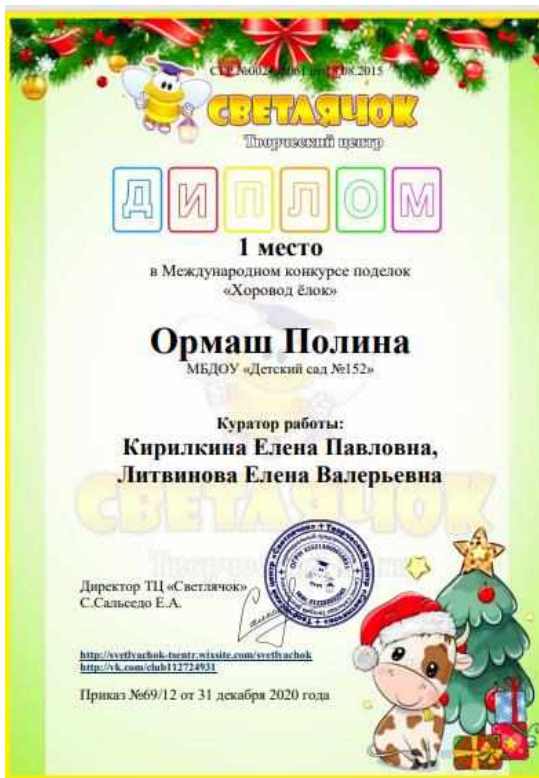 СВЕТЛЯЧОК
Творческий центр
ДИПЛОМ
1 место
в Международном конкурсе поделок
«Хоровод ёлок»
Ормаш Полина
МБДОУ «Детский сад №152»
Куратор работы:
Кирилкина Елена Павловна,
Литвинова Елена Валерьевна
СВЕТЛЯЧОК
Директор ТЦ «Светлячок»
С.Сальседо Е.А.
http://svetlyachok-tsentr.wixsite.com/svetlyachok
http://vk.com/club112724931
Приказ №69/12 от 31 декабря 2020 года